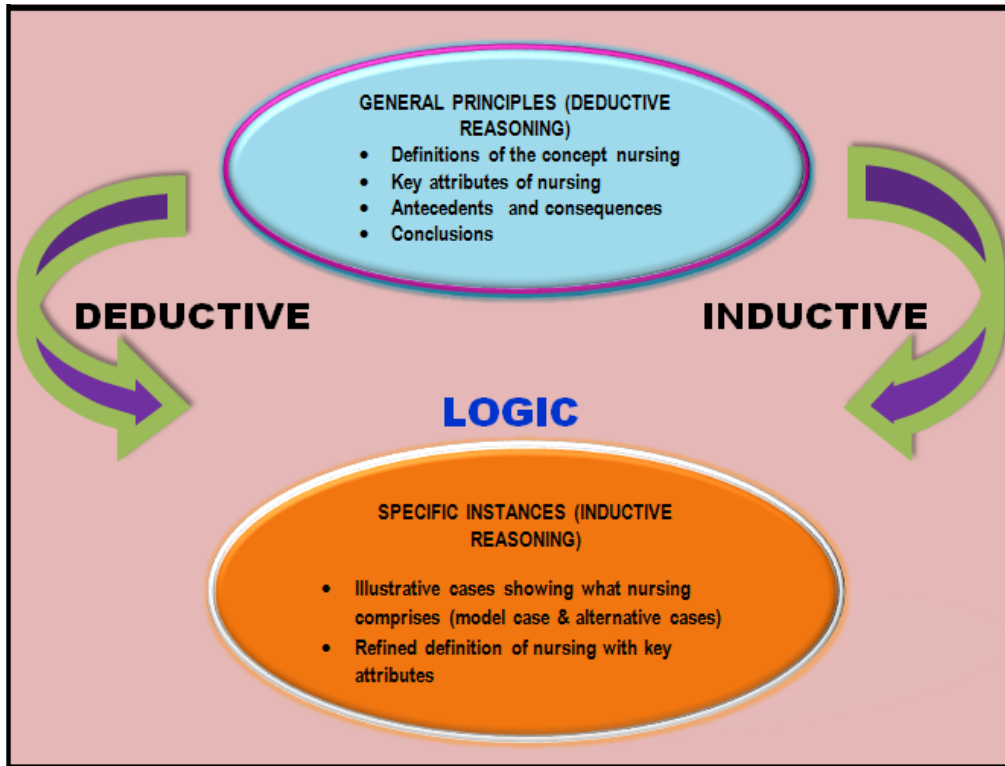 GENERAL PRINCIPLES (DEDUCTIVE
REASONING)
• Definitions of the concept nursing
• Key attributes of nursing
• Antecedents and consequences
• Conclusions
DEDUCTIVE
INDUCTIVE
LOGIC
SPECIFIC INSTANCES (INDUCTIVE
REASONING)
• Illustrative cases showing what nursing
comprises (model case & alternative cases)
• Refined definition of nursing with key
attributes